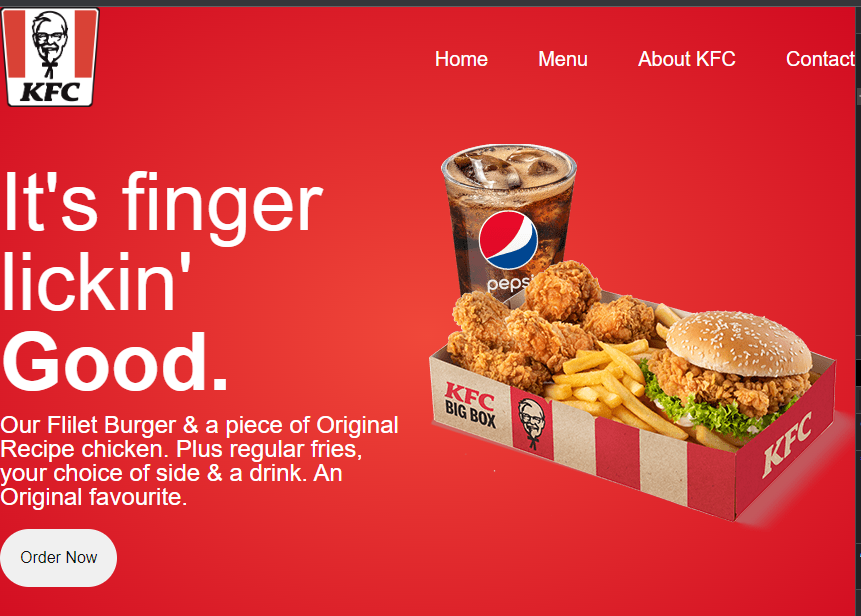 KFC
Home Menu About KFC Contact
It's finger
lickin'
Good.
pepsi
KFC
BIG BOX
KFC
Our Flilet Burger & a piece of Original
Recipe chicken. Plus regular fries,
your choice of side & a drink. An
Original favourite.
Order Now